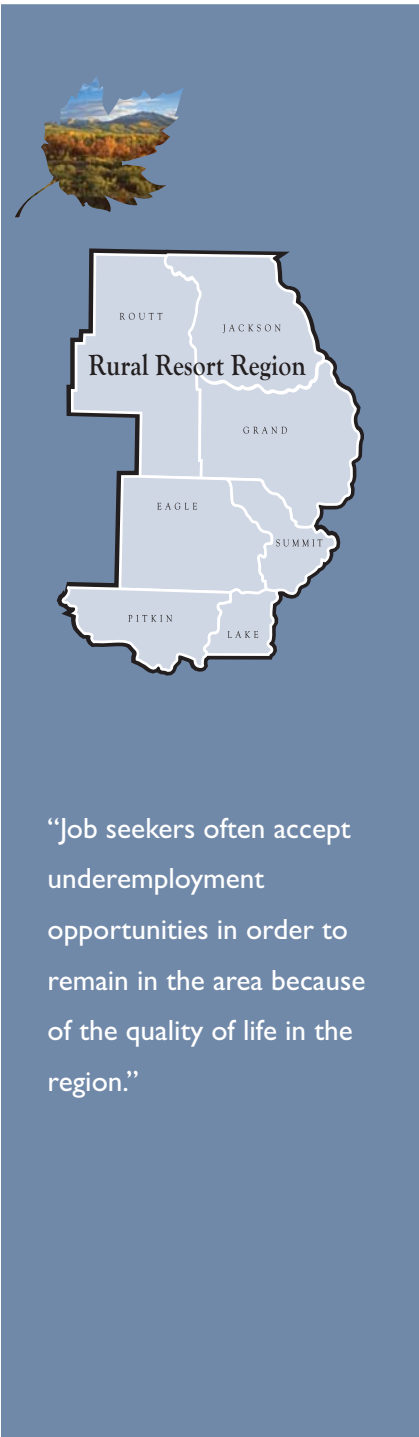 ROUTT
JACKSON
Rural Resort Region
GRAND
EAGLE
SUMMIT
PITKIN
LAKE
“Job seekers often accept
underemployment
opportunities in order to
remain in the area because
of the quality of life in the
region.”